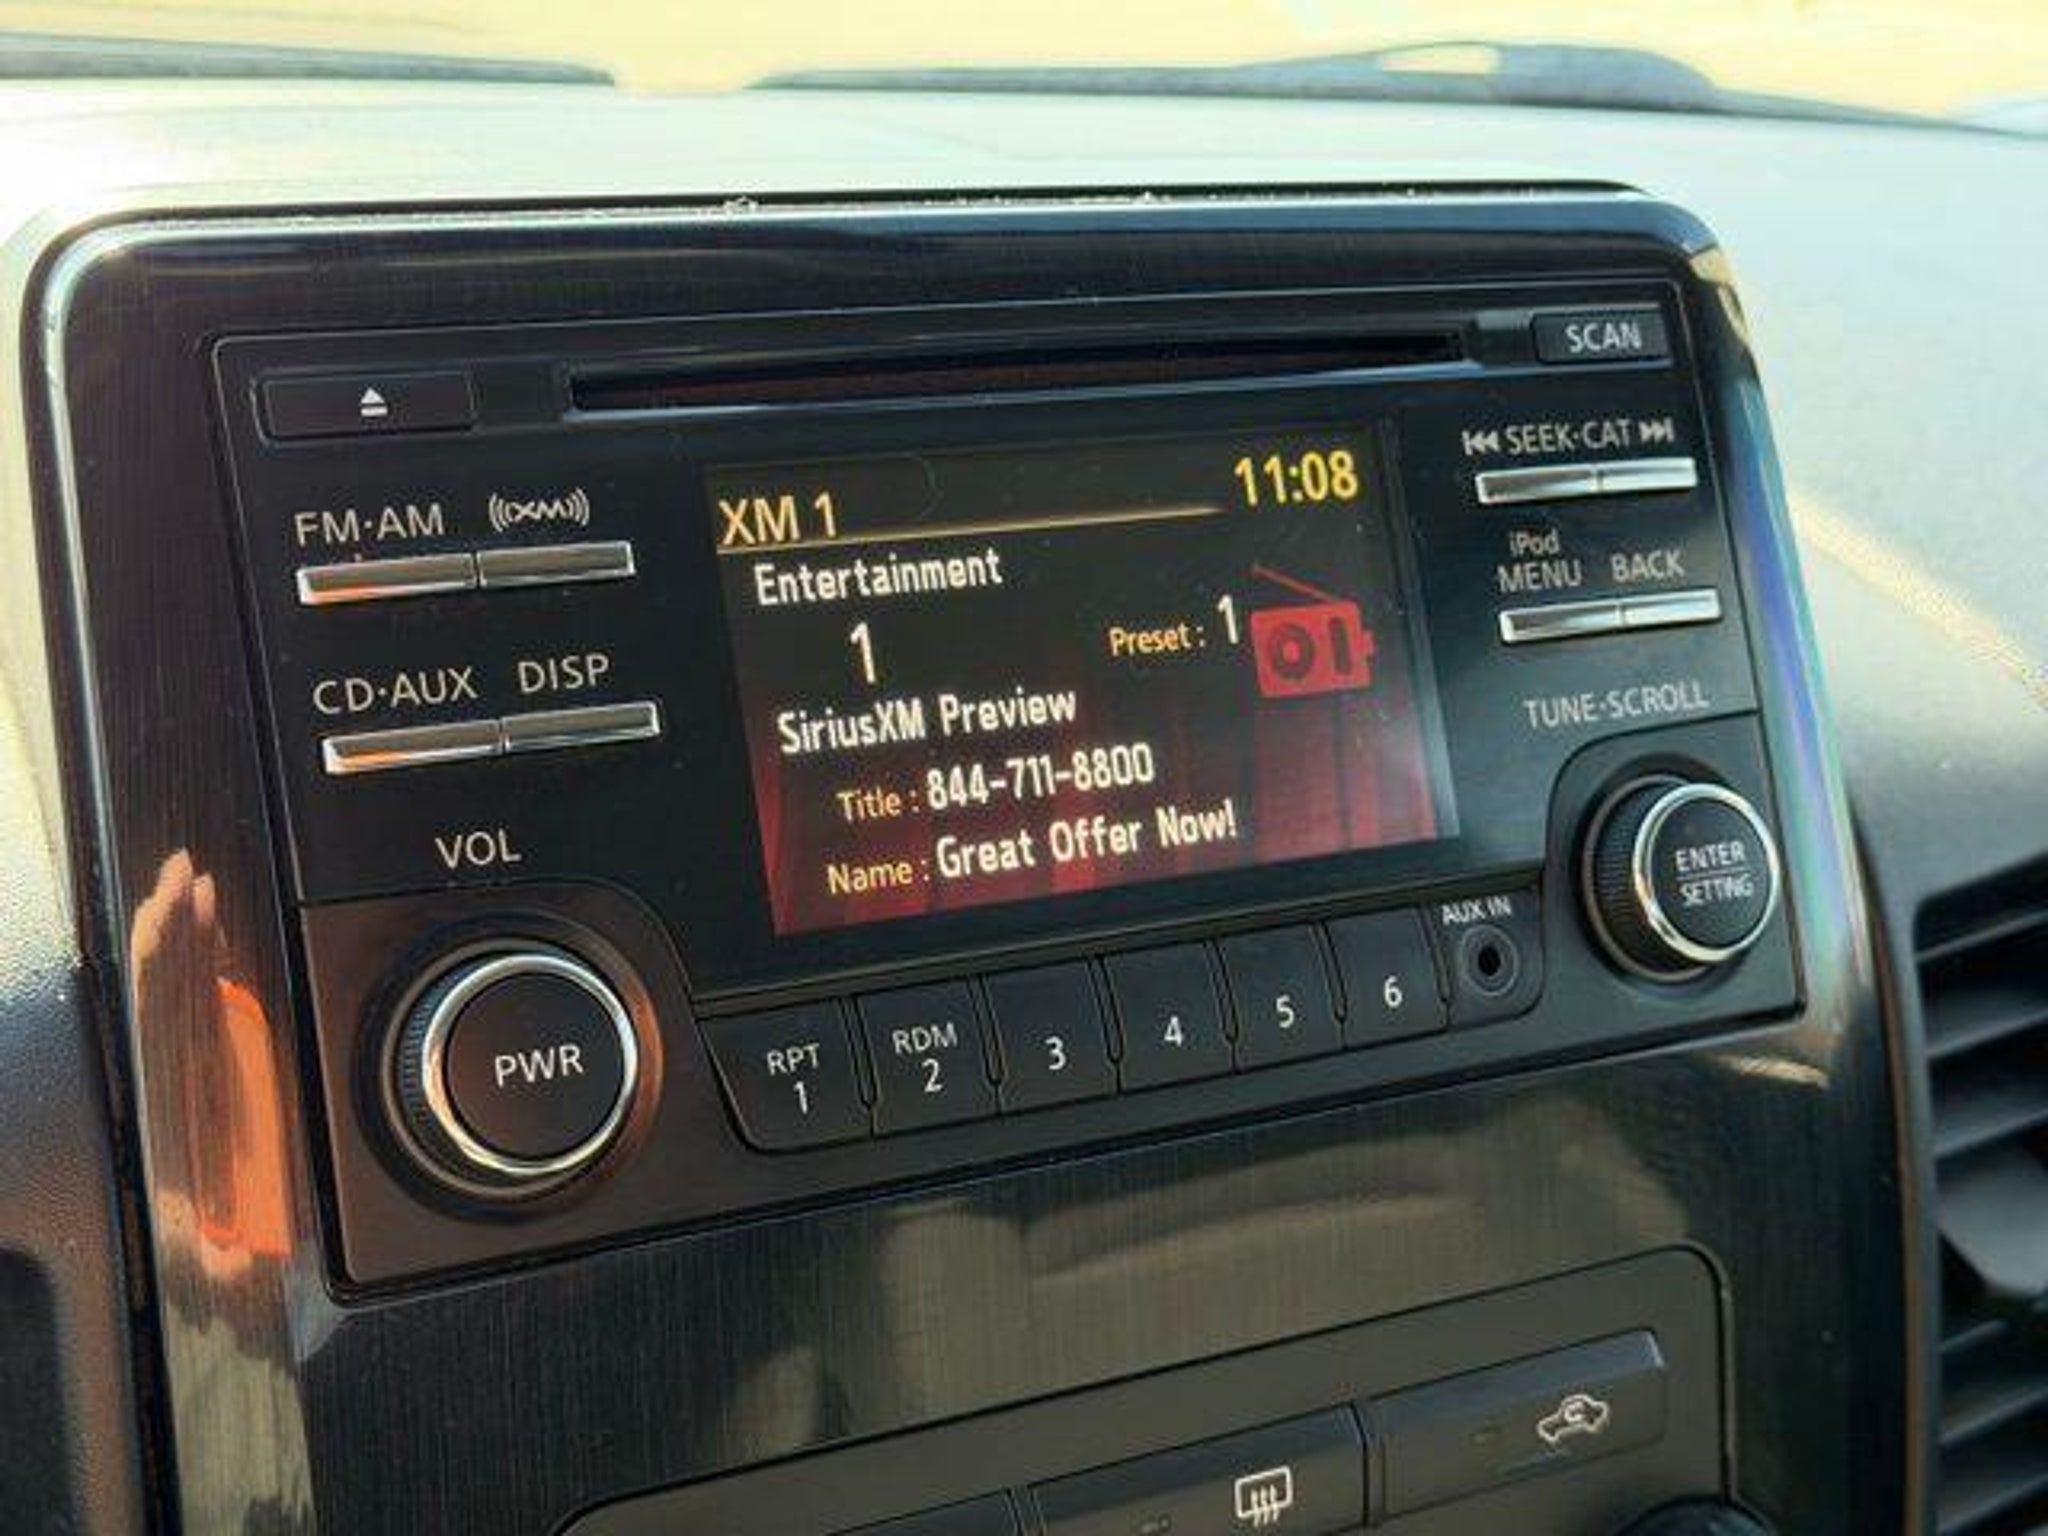 SCAN
SEEK·CAT
FM·AM
XM
XM 1
11:08
Entertainment
iPod
MENU
BACK
1
Preset : 1
CD·AUX
DISP
SiriusXM Preview
TUNE·SCROLL
Title : 844-711-8800
Name : Great Offer Now!
VOL
ENTER
SETTING
AUX IN
PWR
RPT
1
RDM
2
3
4
5
6